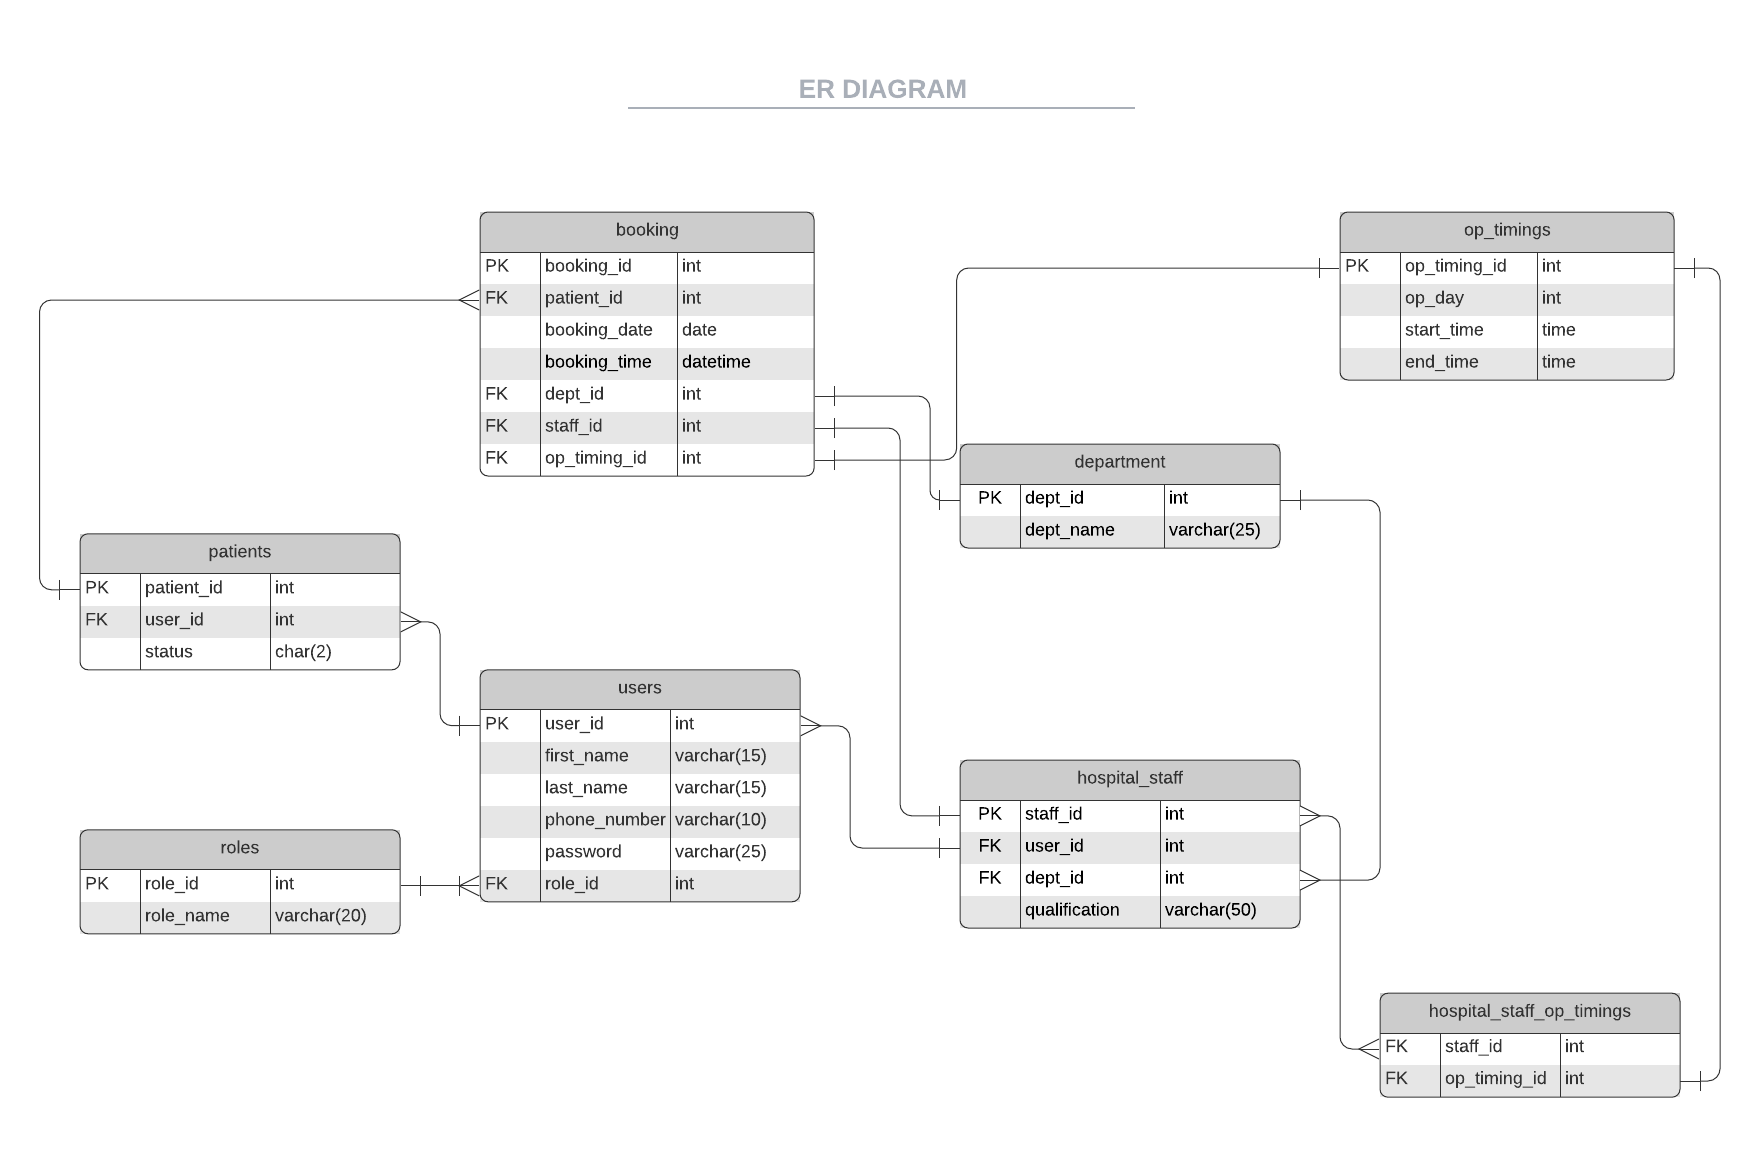 ER DIAGRAM
booking
PK booking_id int
FK patient_id int
booking_date date
booking_time datetime
FK dept_id int
FK staff_id int
FK op_timing_id int
op_timings
PK op_timing_id int
op_day int
start_time time
end_time time
department
PK dept_id int
dept_name varchar(25)
patients
PK patient_id int
FK user_id int
status char(2)
users
PK user_id int
first_name varchar(15)
last_name varchar(15)
phone_number varchar(10)
password varchar(25)
FK role_id int
hospital_staff
PK staff_id int
FK user_id int
FK dept_id int
qualification varchar(50)
roles
PK role_id int
role_name varchar(20)
hospital_staff_op_timings
FK staff_id int
FK op_timing_id int